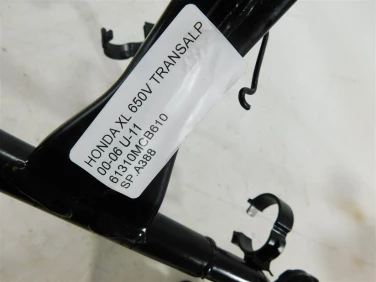 HONDA XL 650V TRANSALP
00-06 U-11
61310MCB610
SP.A388